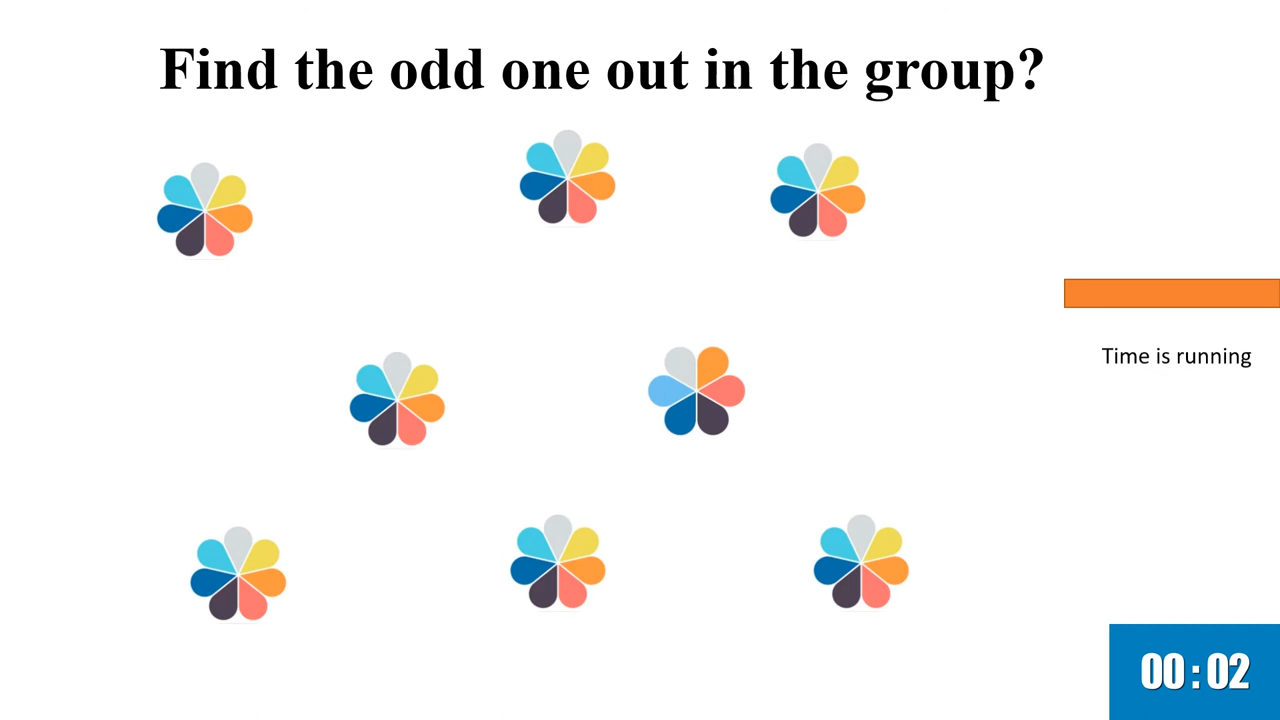 Find the odd one out in the group?
Time is running
00:02